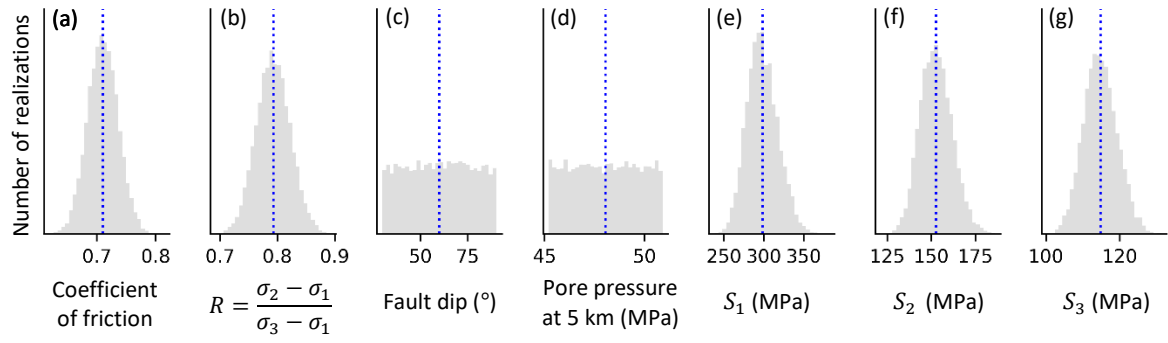 (a) (b) (c) (d) (e) (f) (g)
Number of realizations
0.7 0.8 0.7 0.8 0.9 50 75 45 50 250 300 350 125 150 175 100 120
Coefficient
of friction
R = σ₂ − σ₁ / σ₃ − σ₁
Fault dip (°)
Pore pressure
at 5 km (MPa)
S₁ (MPa)
S₂ (MPa)
S₃ (MPa)